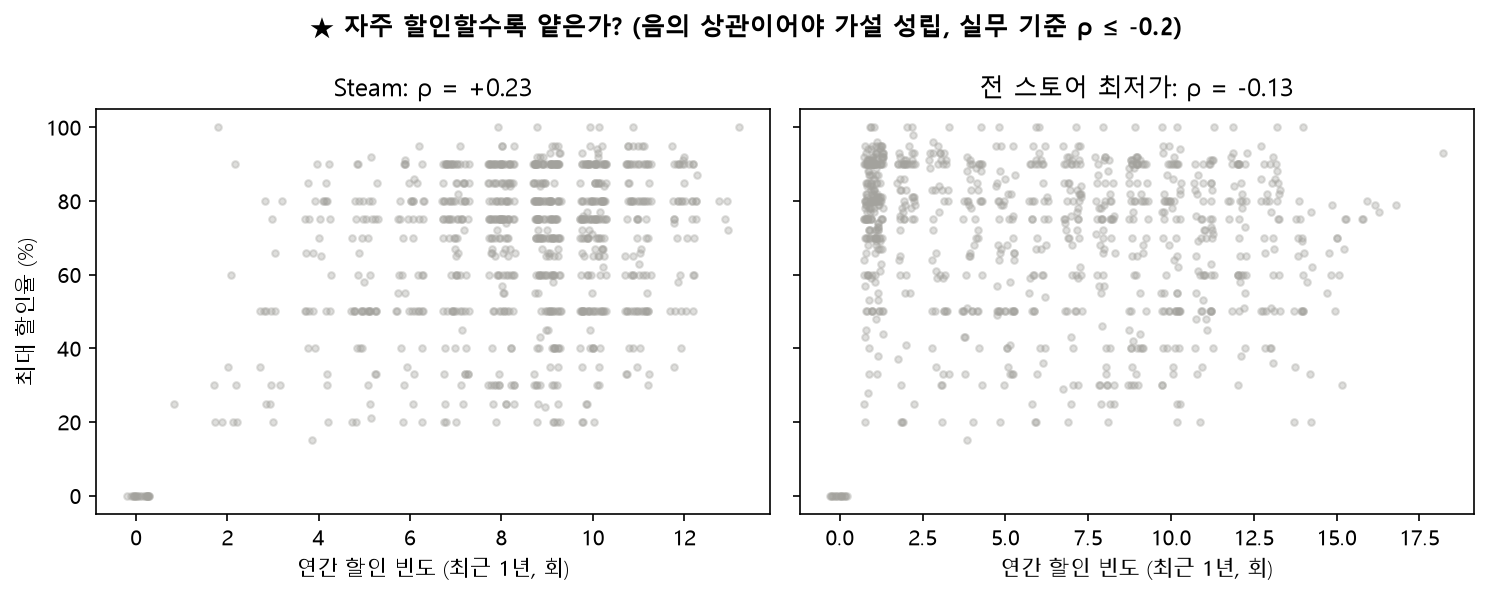 ★ 자주 할인할수록 얕은가? (음의 상관이어야 가설 성립, 실무 기준 ρ ≤ -0.2)
Steam: ρ = +0.23
전 스토어 최저가: ρ = -0.13
최대 할인율 (%)
100
80
60
40
20
0
0 2 4 6 8 10 12
0.0 2.5 5.0 7.5 10.0 12.5 15.0 17.5
연간 할인 빈도 (최근 1년, 회)
연간 할인 빈도 (최근 1년, 회)